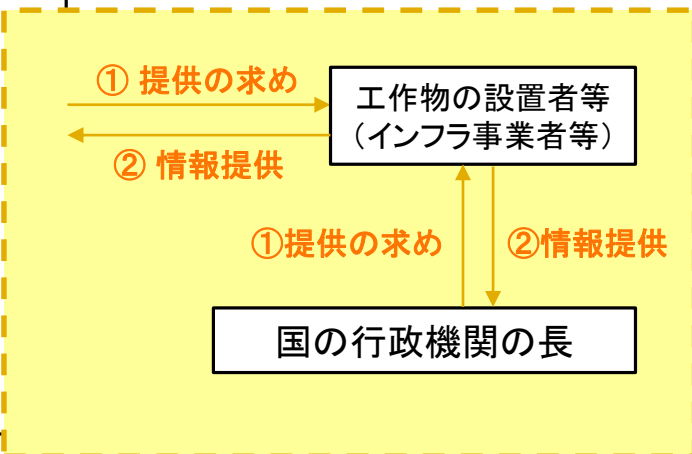 ① 提供の求め
工作物の設置者等
（インフラ事業者等）
② 情報提供
①提供の求め
②情報提供
国の行政機関の長